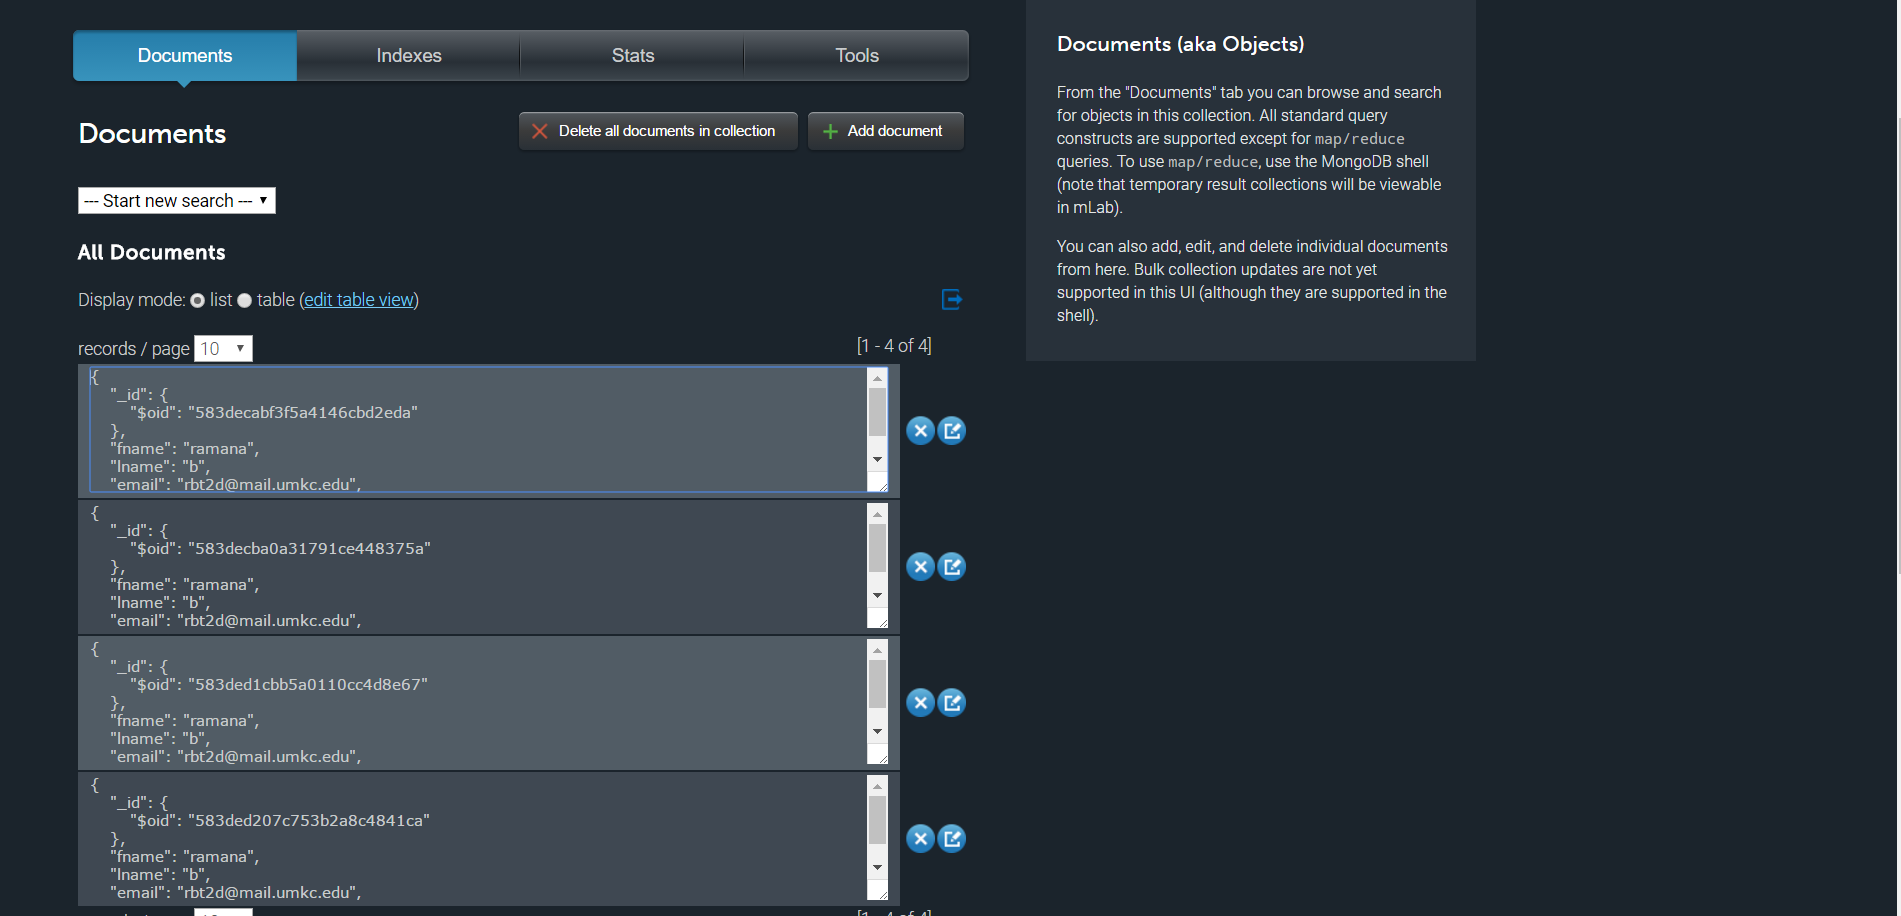 Documents Indexes Stats Tools
Documents
Delete all documents in collection Add document
--- Start new search ---
All Documents
Display mode: list table (edit table view)
records / page 10 [1 - 4 of 4]
{
"_id": {
"$oid": "583decabf3f5a4146cbd2eda"
},
"fname": "ramana",
"lname": "b",
"email": "rbt2d@mail.umkc.edu",
{
"_id": {
"$oid": "583decba0a31791ce448375a"
},
"fname": "ramana",
"lname": "b",
"email": "rbt2d@mail.umkc.edu",
{
"_id": {
"$oid": "583ded1cbb5a0110cc4d8e67"
},
"fname": "ramana",
"lname": "b",
"email": "rbt2d@mail.umkc.edu",
{
"_id": {
"$oid": "583ded207c753b2a8c4841ca"
},
"fname": "ramana",
"lname": "b",
"email": "rbt2d@mail.umkc.edu",
Documents (aka Objects)
From the "Documents" tab you can browse and search
for objects in this collection. All standard query
constructs are supported except for map/reduce
queries. To use map/reduce, use the MongoDB shell
(note that temporary result collections will be viewable
in mLab).
You can also add, edit, and delete individual documents
from here. Bulk collection updates are not yet
supported in this UI (although they are supported in the
shell).